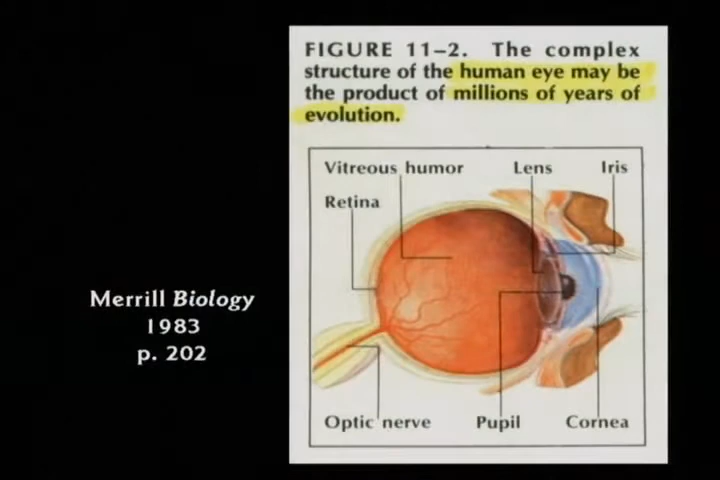 FIGURE 11–2. The complex
structure of the human eye may be
the product of millions of years of
evolution.
Vitreous humor Lens Iris
Retina
Merrill Biology
1983
p. 202
Optic nerve Pupil Cornea